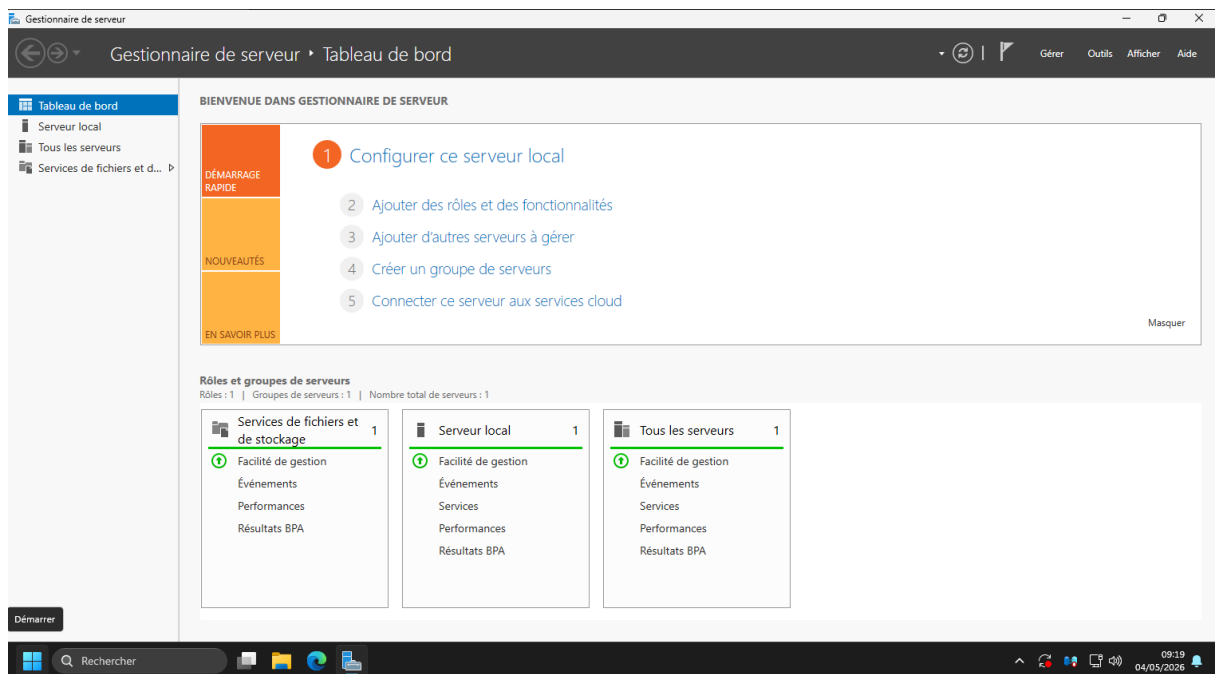 Gestionnaire de serveur
Gestionnaire de serveur ‣ Tableau de bord
Gérer Outils Afficher Aide
Tableau de bord
Serveur local
Tous les serveurs
Services de fichiers et d...
BIENVENUE DANS GESTIONNAIRE DE SERVEUR
DÉMARRAGE
RAPIDE
NOUVEAUTÉS
EN SAVOIR PLUS
1 Configurer ce serveur local
2 Ajouter des rôles et des fonctionnalités
3 Ajouter d'autres serveurs à gérer
4 Créer un groupe de serveurs
5 Connecter ce serveur aux services cloud
Masquer
Rôles et groupes de serveurs
Rôles : 1 | Groupes de serveurs : 1 | Nombre total de serveurs : 1
Services de fichiers et
de stockage
1
Facilité de gestion
Événements
Performances
Résultats BPA
Serveur local 1
Facilité de gestion
Événements
Services
Performances
Résultats BPA
Tous les serveurs 1
Facilité de gestion
Événements
Services
Performances
Résultats BPA
Démarrer
Rechercher
09:19
04/05/2026